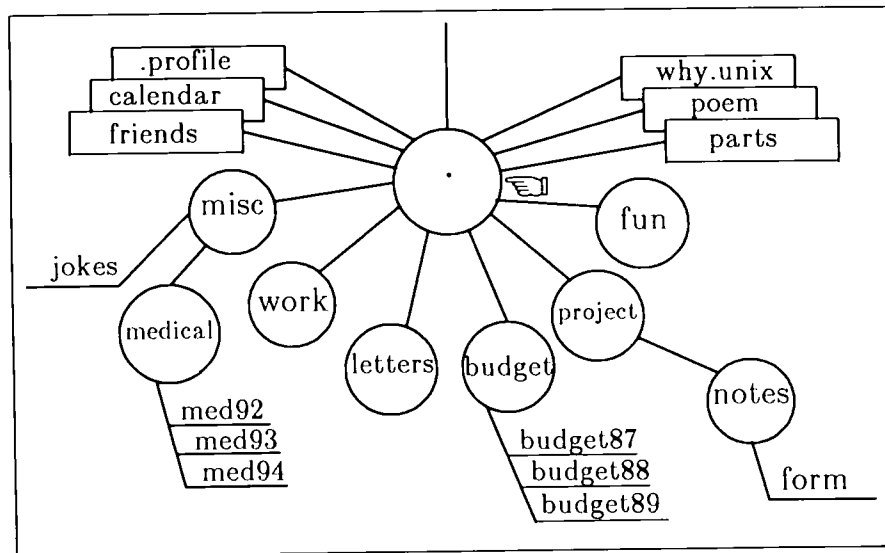 .profile
calendar
friends
why.unix
poem
parts
.
misc
fun
jokes
work
project
medical
letters
budget
notes
med92
med93
med94
budget87
budget88
budget89
form